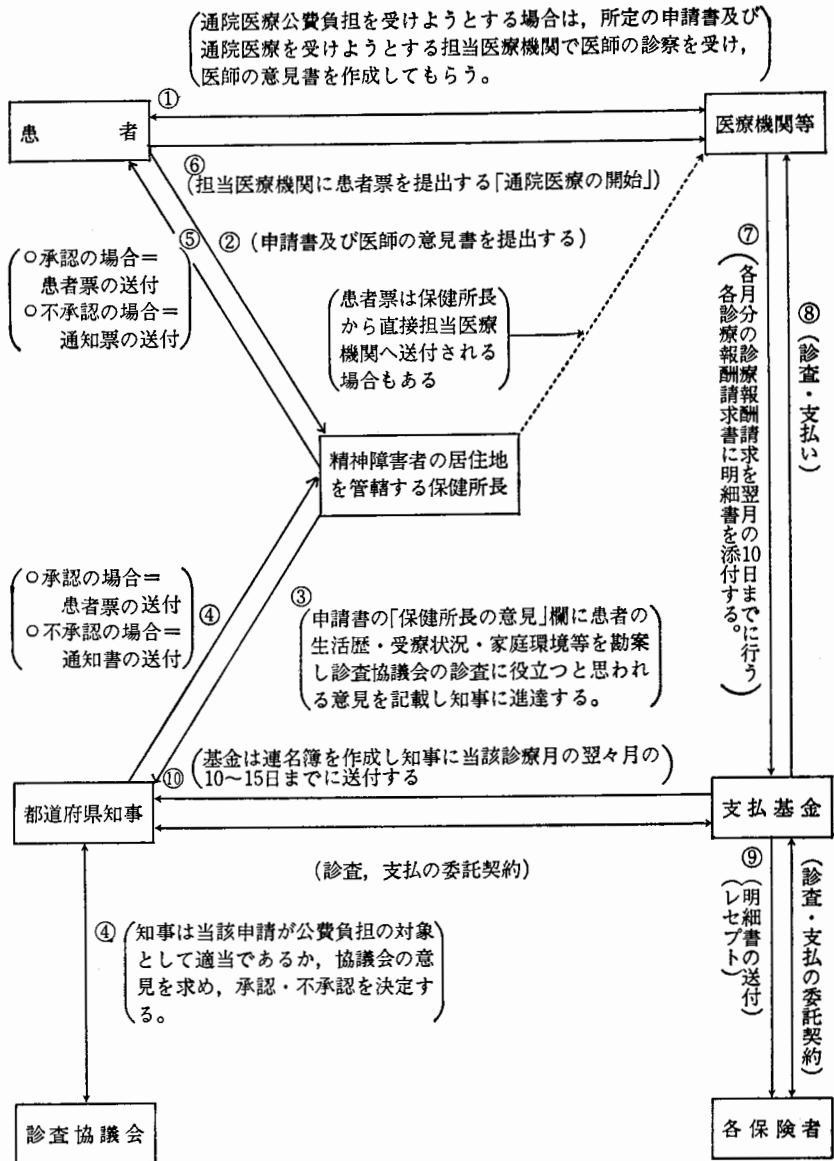 通院医療公費負担を受けようとする場合は，所定の申請書及び
通院医療を受けようとする担当医療機関で医師の診察を受け，
医師の意見書を作成してもらう。
①
患者
医療機関等
⑥
(担当医療機関に患者票を提出する「通院医療の開始」)
⑤
②(申請書及び医師の意見書を提出する)
○承認の場合＝
患者票の送付
○不承認の場合＝
通知票の送付
患者票は保健所長
から直接担当医療
機関へ送付される
場合もある
⑦
(各月分の診療報酬請求を翌月の10日までに行う
各診療報酬請求書に明細書を添付する。)
⑧(診査・支払い)
精神障害者の居住地
を管轄する保健所長
○承認の場合＝
患者票の送付
○不承認の場合＝
通知書の送付
④
③
申請書の「保健所長の意見」欄に患者の
生活歴・受療状況・家庭環境等を勘案
し診査協議会の診査に役立つと思われ
る意見を記載し知事に進達する。
⑩
(基金は連名簿を作成し知事に当該診療月の翌々月の
10～15日までに送付する)
都道府県知事
支払基金
(診査，支払の委託契約)
⑨
(明細書の送付)
(レセプト)
(診査・支払の委託契約)
④
知事は当該申請が公費負担の対象
として適当であるか，協議会の意
見を求め，承認・不承認を決定す
る。
診査協議会
各保険者